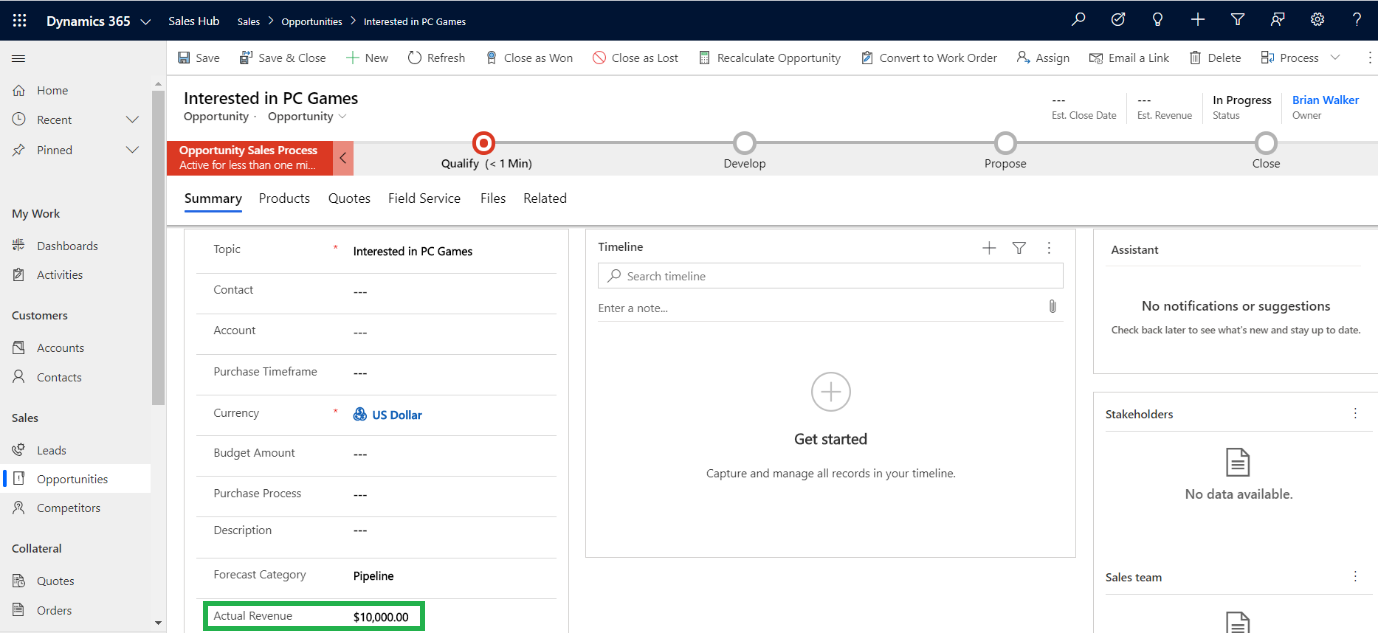 Dynamics 365 Sales Hub Sales > Opportunities > Interested in PC Games ?
Save Save & Close New Refresh Close as Won Close as Lost Recalculate Opportunity Convert to Work Order Assign Email a Link Delete Process
Home
Recent
Pinned
My Work
Dashboards
Activities
Customers
Accounts
Contacts
Sales
Leads
Opportunities
Competitors
Collateral
Quotes
Orders
Interested in PC Games
Opportunity · Opportunity
---
Est. Close Date
---
Est. Revenue
In Progress
Status
Brian Walker
Owner
Opportunity Sales Process
Active for less than one mi...
Qualify (< 1 Min)
Develop
Propose
Close
Summary Products Quotes Field Service Files Related
Topic * Interested in PC Games
Contact ---
Account ---
Purchase Timeframe ---
Currency * US Dollar
Budget Amount ---
Purchase Process ---
Description ---
Forecast Category Pipeline
Actual Revenue $10,000.00
Timeline
Search timeline
Enter a note...
Get started
Capture and manage all records in your timeline.
Assistant
No notifications or suggestions
Check back later to see what's new and stay up to date.
Stakeholders
No data available.
Sales team